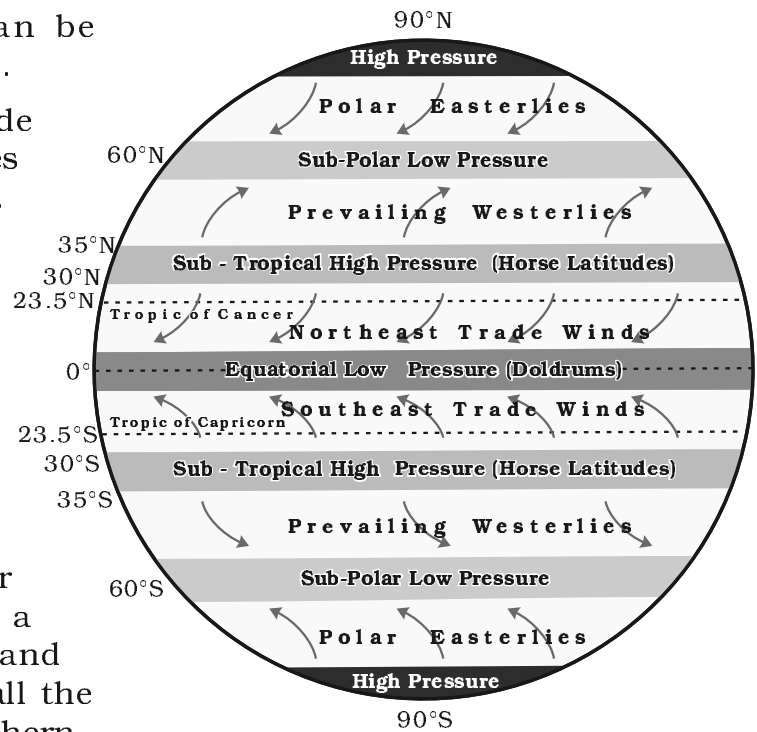 an be
.
de
es
.
r
a
and
all the
hern
90°N
High Pressure
Polar Easterlies
60°N
Sub-Polar Low Pressure
Prevailing Westerlies
35°N
Sub - Tropical High Pressure (Horse Latitudes)
30°N
23.5°N
Tropic of Cancer
Northeast Trade Winds
0°
Equatorial Low Pressure (Doldrums)
Southeast Trade Winds
Tropic of Capricorn
23.5°S
30°S
Sub - Tropical High Pressure (Horse Latitudes)
35°S
Prevailing Westerlies
60°S
Sub-Polar Low Pressure
Polar Easterlies
High Pressure
90°S